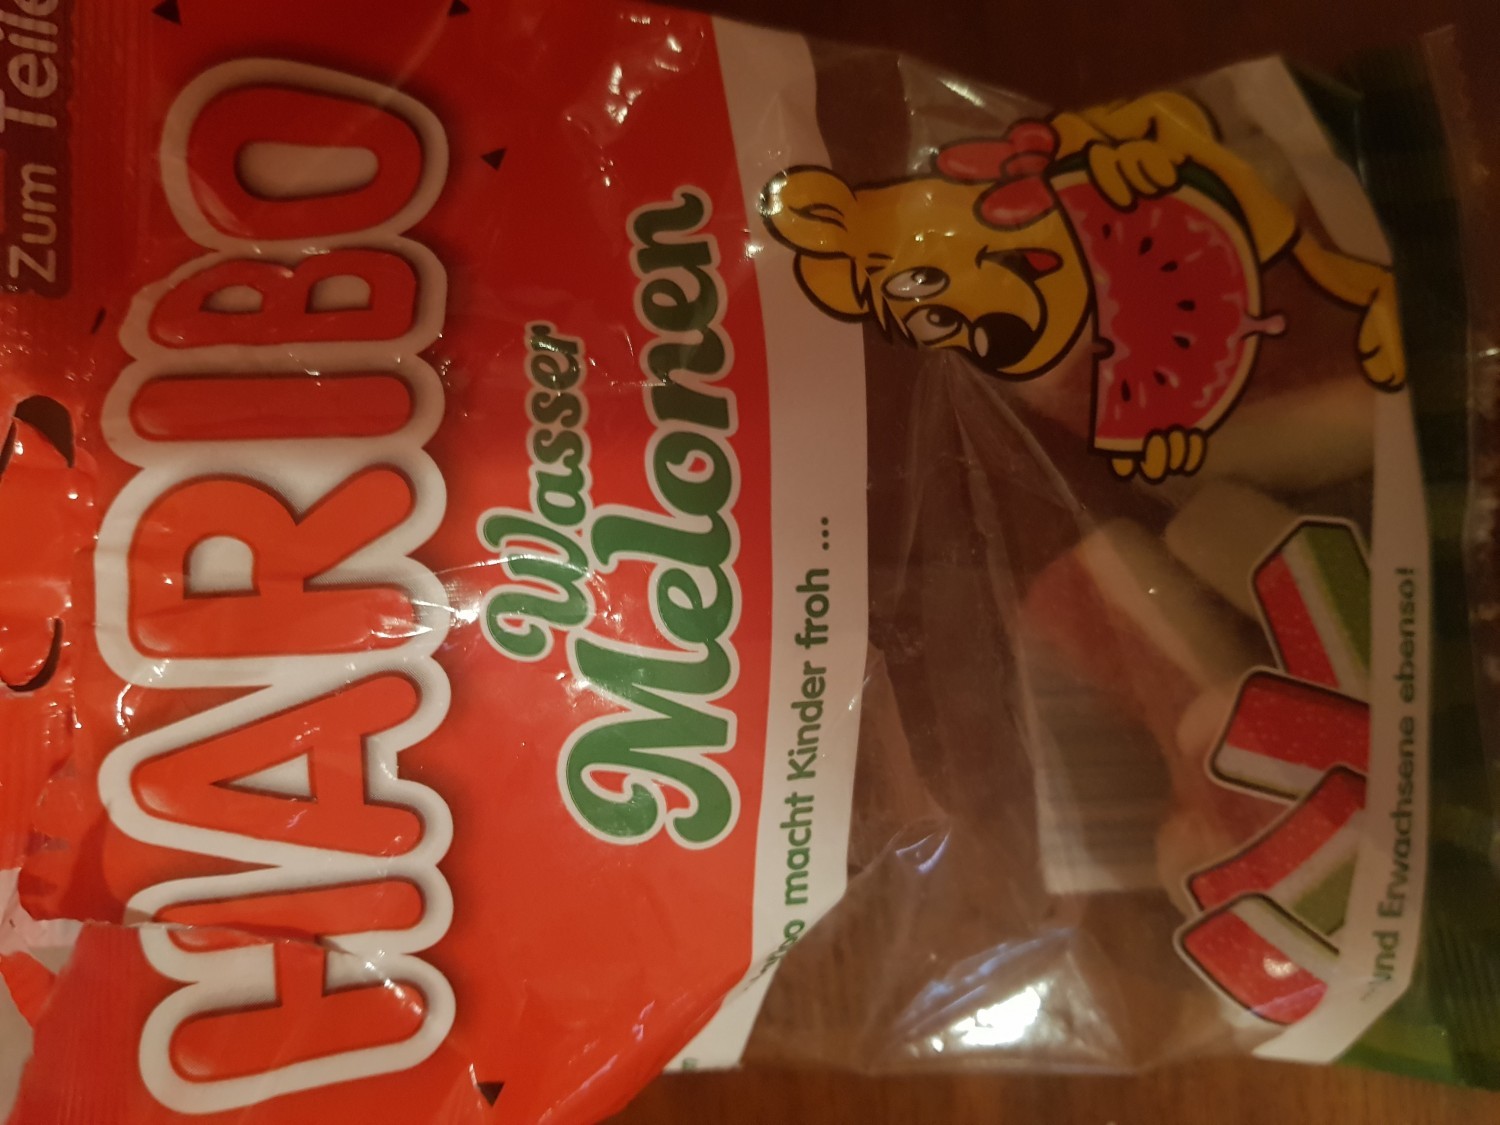 Zum Teile
HARIBO
Wasser
Melonen
macht Kinder froh ...
und Erwachsene ebenso!